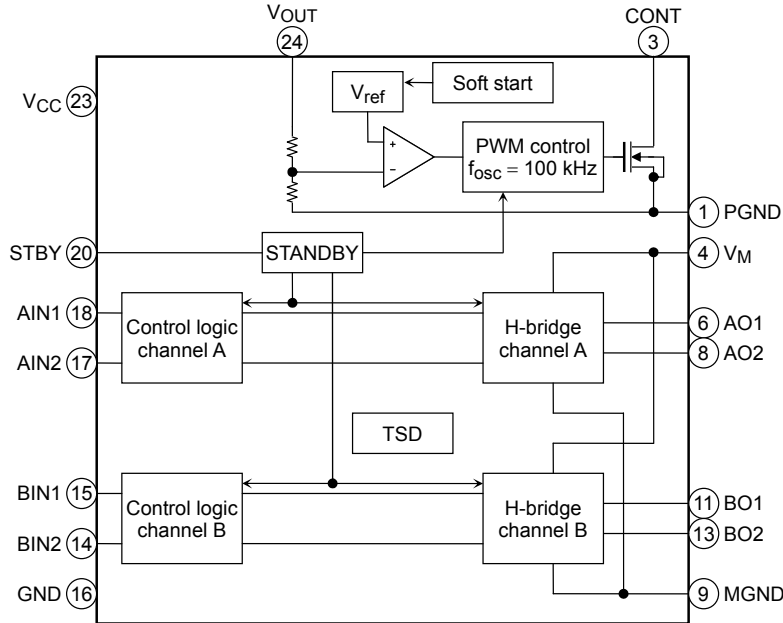 VOUT
24
CONT
3
VCC 23
Vref
Soft start
+
−
PWM control
fosc = 100 kHz
1 PGND
STBY 20
STANDBY
4 VM
AIN1 18
Control logic
channel A
H-bridge
channel A
6 AO1
8 AO2
AIN2 17
TSD
BIN1 15
Control logic
channel B
H-bridge
channel B
11 BO1
13 BO2
BIN2 14
GND 16
9 MGND